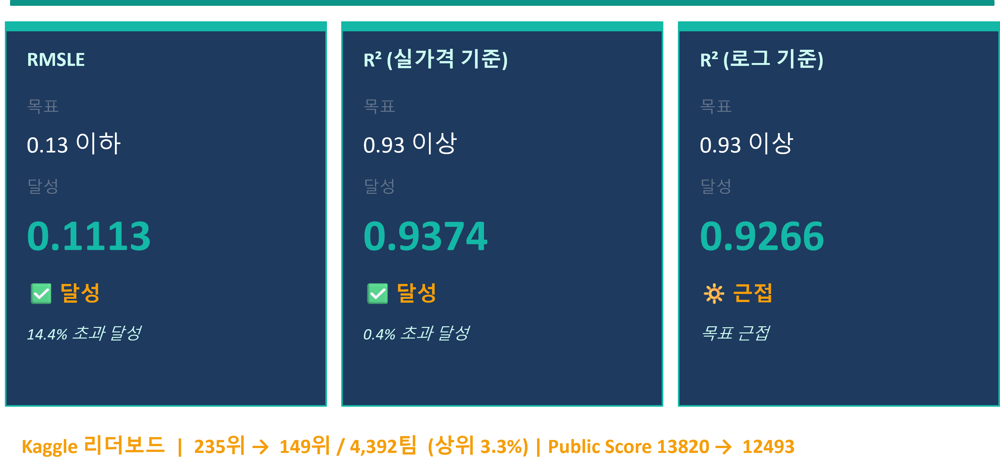 RMSLE
목표
0.13 이하
달성
0.1113
✅ 달성
14.4% 초과 달성
R² (실가격 기준)
목표
0.93 이상
달성
0.9374
✅ 달성
0.4% 초과 달성
R² (로그 기준)
목표
0.93 이상
달성
0.9266
🔅 근접
목표 근접
Kaggle 리더보드 | 235위 → 149위 / 4,392팀 (상위 3.3%) | Public Score 13820 → 12493